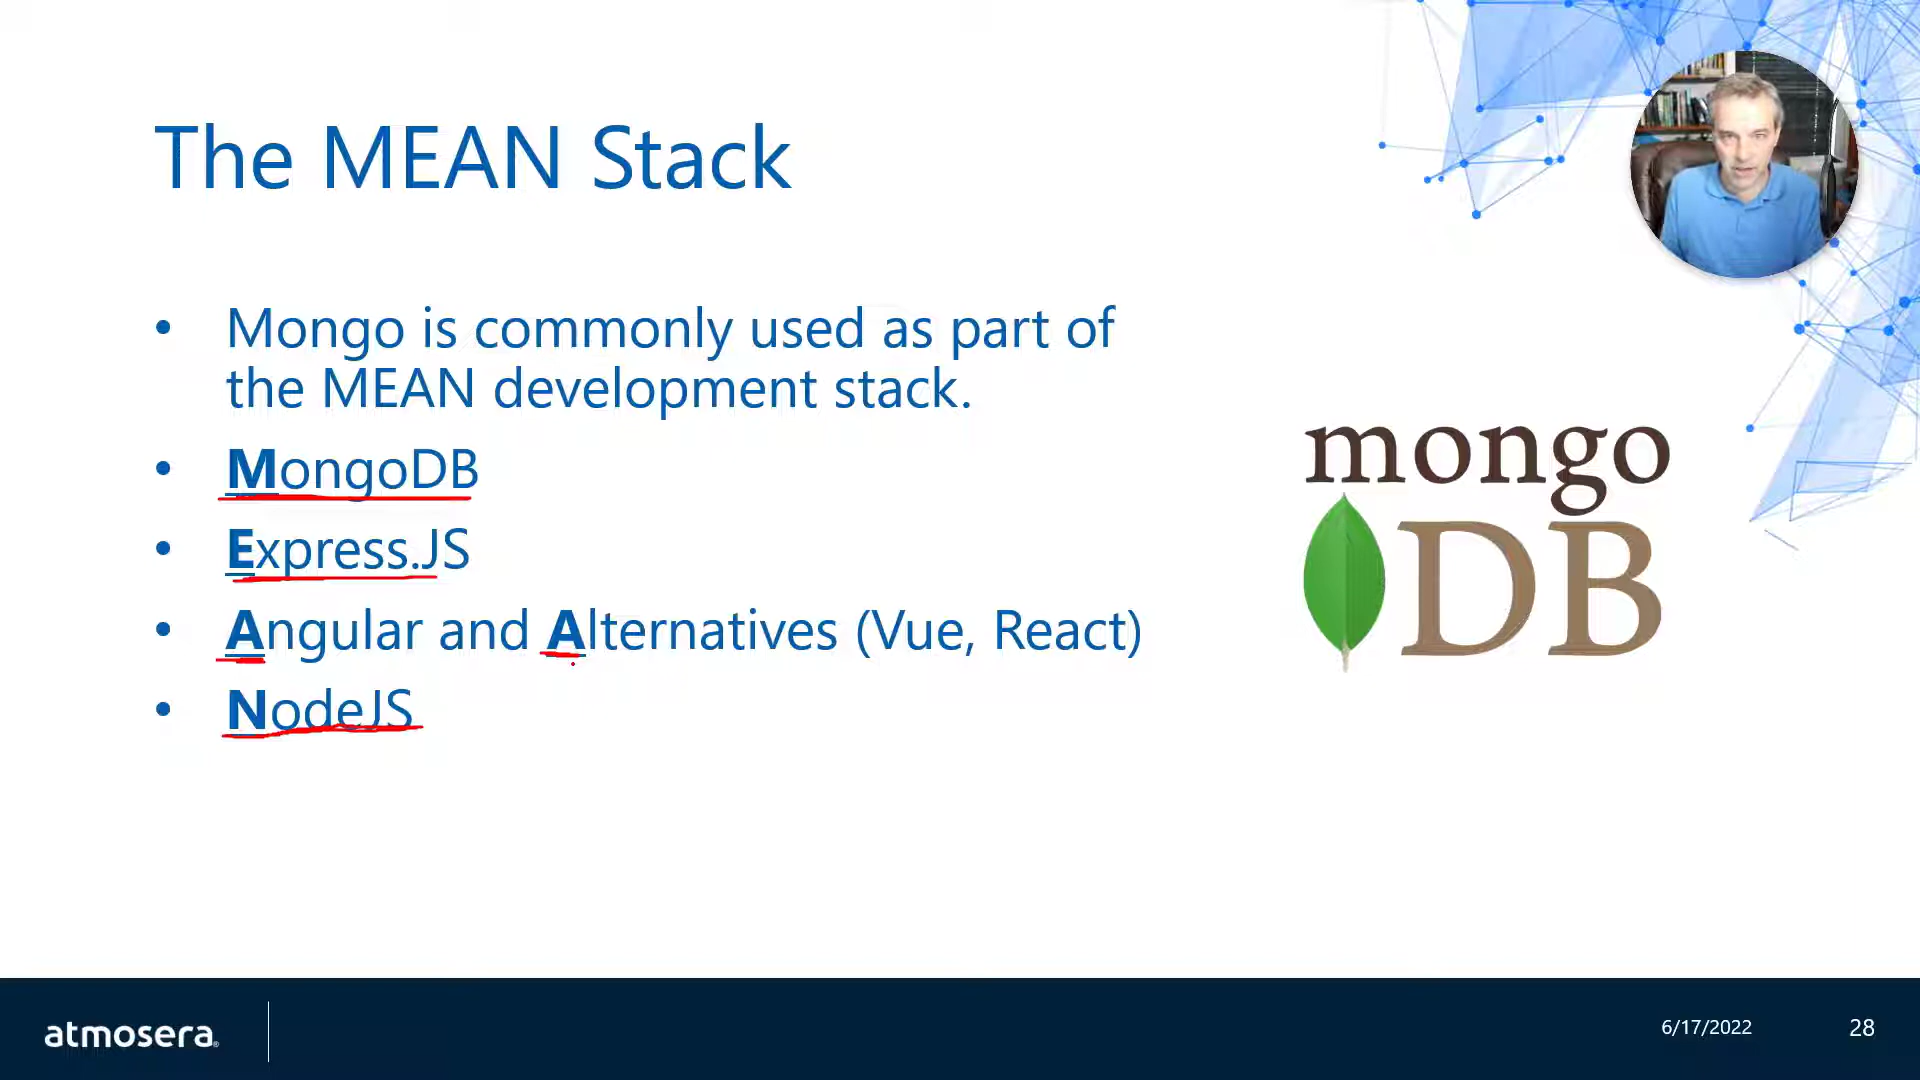 The MEAN Stack
• Mongo is commonly used as part of
the MEAN development stack.
• MongoDB
• Express.JS
• Angular and Alternatives (Vue, React)
• NodeJS
mongo
DB
atmosera®
6/17/2022
28